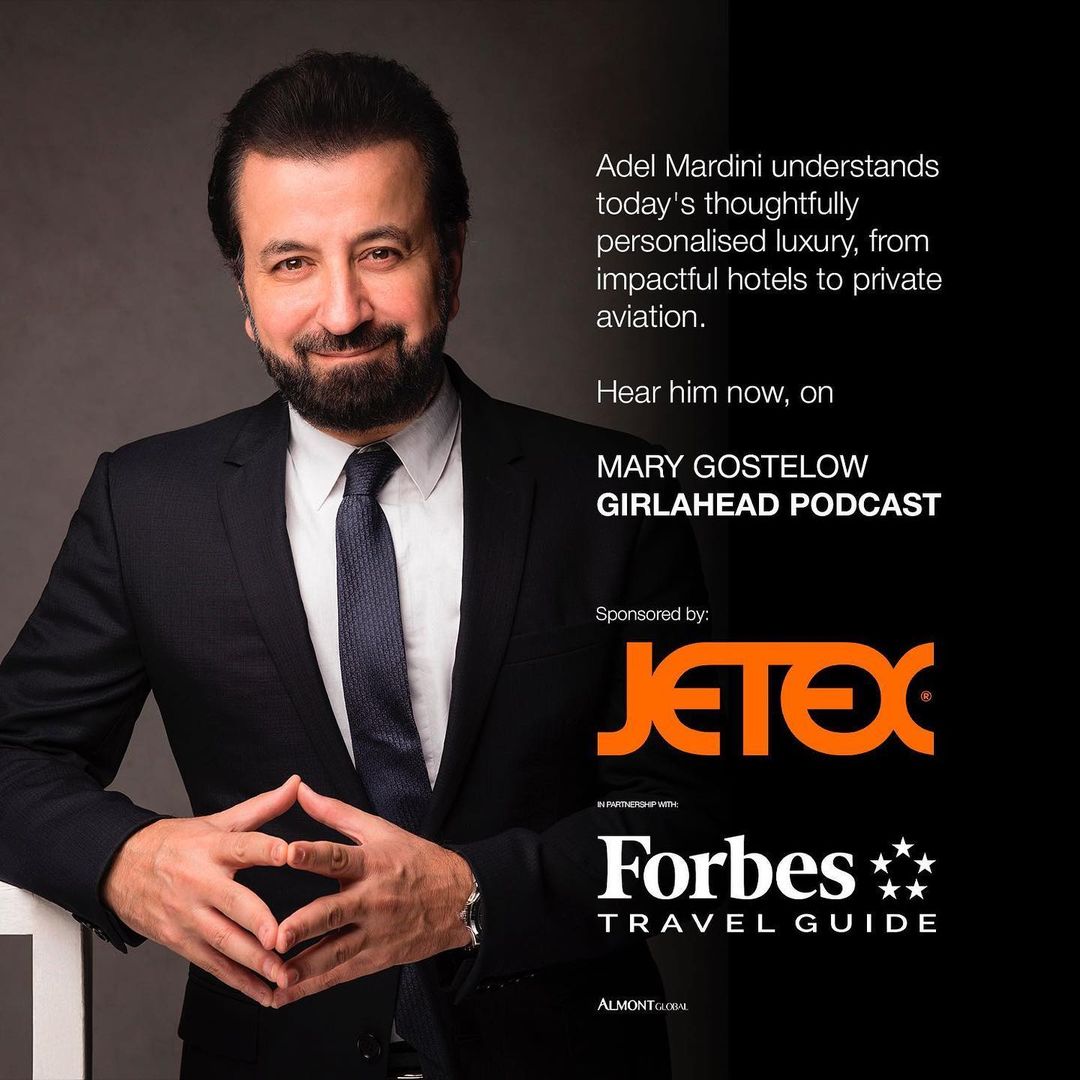 Adel Mardini understands
today's thoughtfully
personalised luxury, from
impactful hotels to private
aviation.
Hear him now, on
MARY GOSTELOW
GIRLAHEAD PODCAST
Sponsored by:
JETEX®
IN PARTNERSHIP WITH:
Forbes
TRAVEL GUIDE
ALMONT GLOBAL